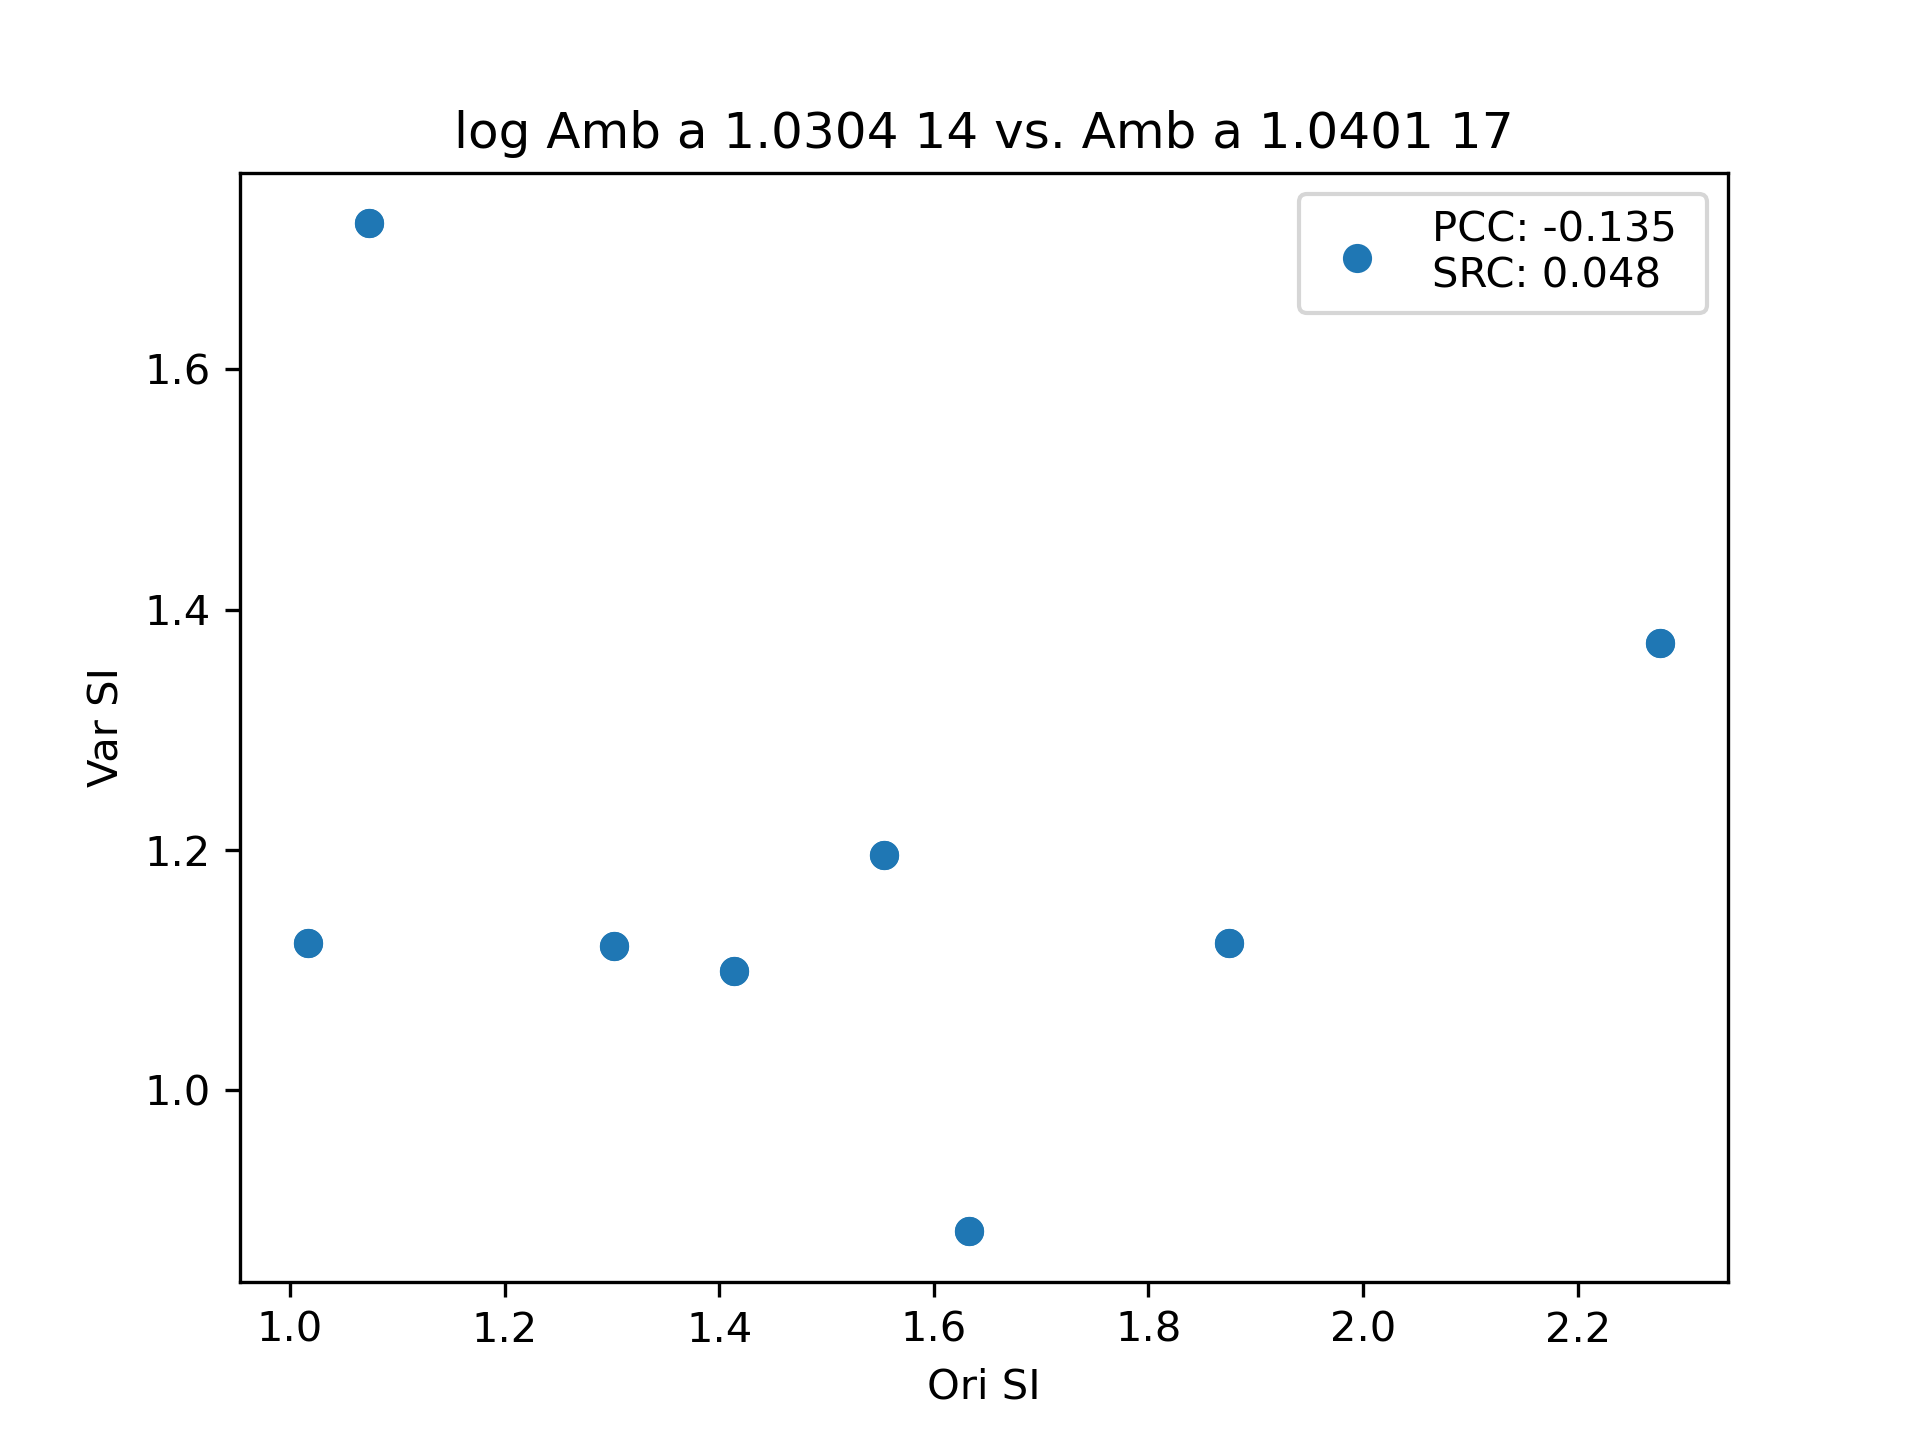 log Amb a 1.0304 14 vs. Amb a 1.0401 17
PCC: -0.135
SRC: 0.048
1.6
1.4
1.2
1.0
Var SI
1.0 1.2 1.4 1.6 1.8 2.0 2.2
Ori SI